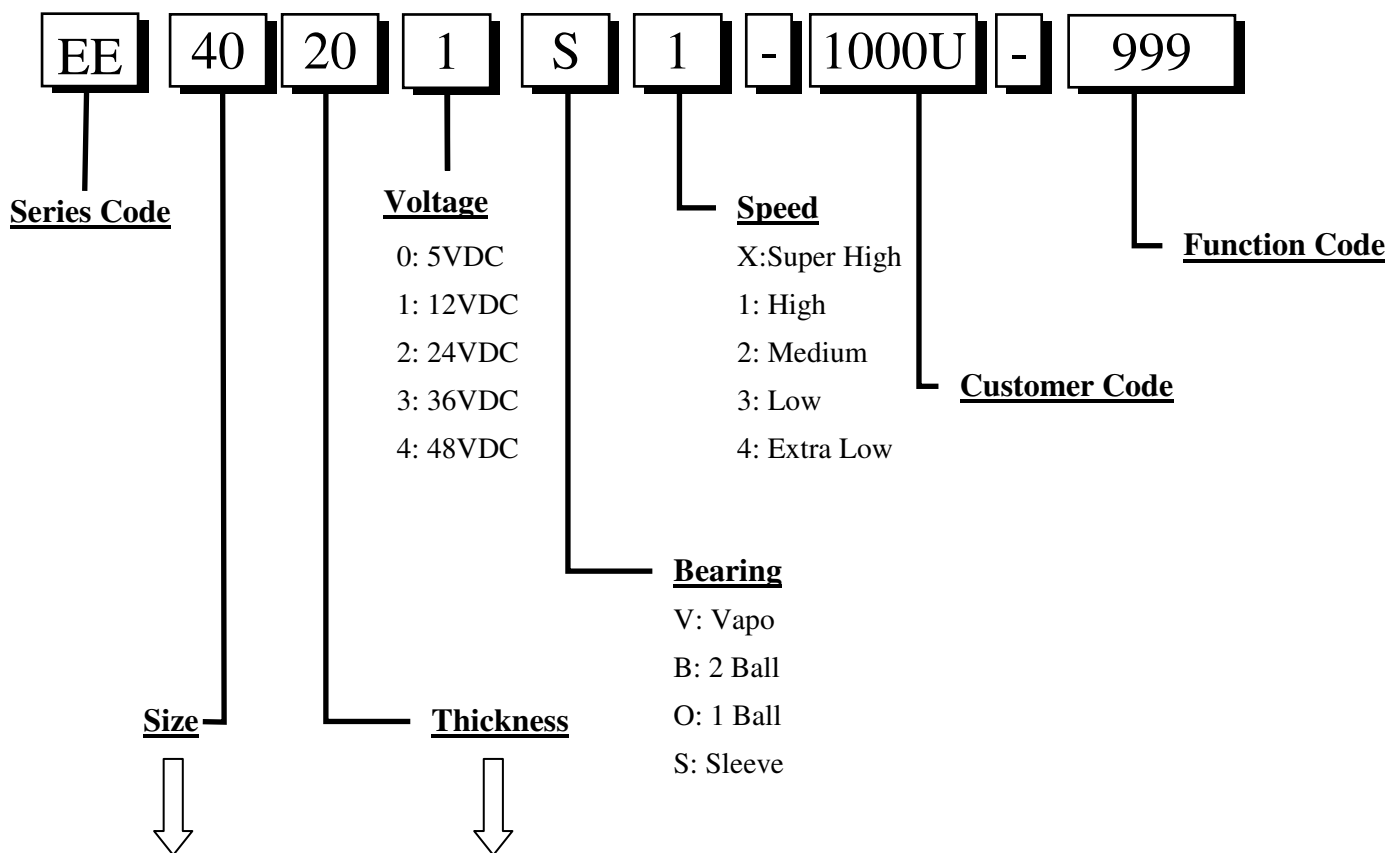 EE 40 20 1 S 1 - 1000U - 999
Series Code
Voltage
0: 5VDC
1: 12VDC
2: 24VDC
3: 36VDC
4: 48VDC
Speed
X:Super High
1: High
2: Medium
3: Low
4: Extra Low
Function Code
Customer Code
Bearing
V: Vapo
B: 2 Ball
O: 1 Ball
S: Sleeve
Size
Thickness